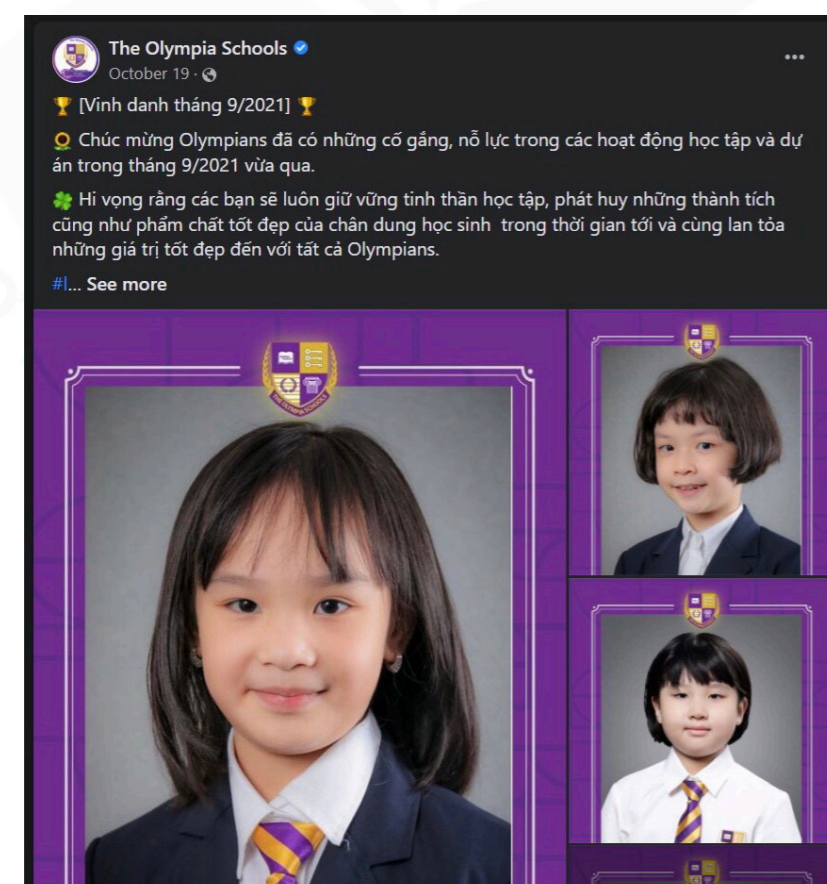 The Olympia Schools
October 19 ·
🏆 [Vinh danh tháng 9/2021] 🏆
🌻 Chúc mừng Olympians đã có những cố gắng, nỗ lực trong các hoạt động học tập và dự
án trong tháng 9/2021 vừa qua.
🍀 Hi vọng rằng các bạn sẽ luôn giữ vững tinh thần học tập, phát huy những thành tích
cũng như phẩm chất tốt đẹp của chân dung học sinh trong thời gian tới và cùng lan tỏa
những giá trị tốt đẹp đến với tất cả Olympians.
#l... See more
THE OLYMPIA SCHOOLS